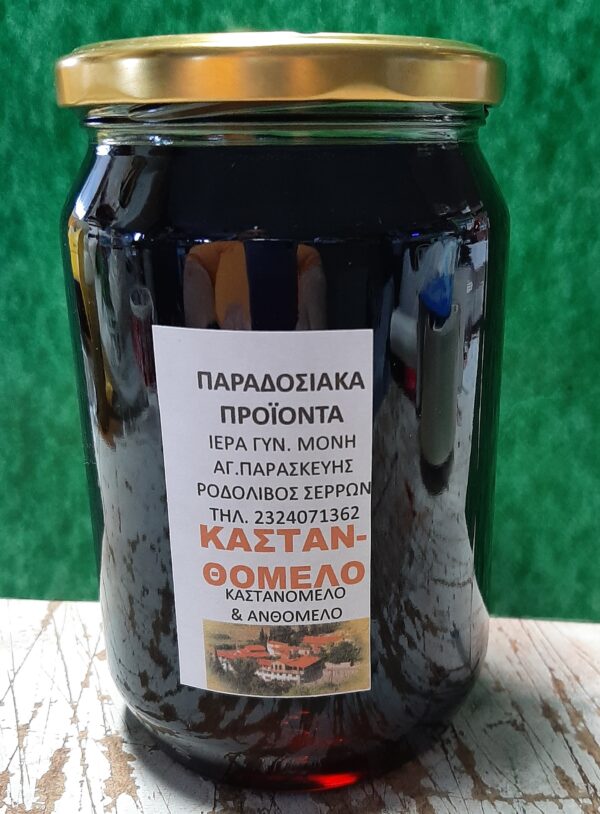 ΠΑΡΑΔΟΣΙΑΚΑ
ΠΡΟΪΟΝΤΑ
ΙΕΡΑ ΓΥΝ. ΜΟΝΗ
ΑΓ.ΠΑΡΑΣΚΕΥΗΣ
ΡΟΔΟΛΙΒΟΣ ΣΕΡΡΩΝ
ΤΗΛ. 2324071362
ΚΑΣΤΑΝ-
ΘΟΜΕΛΟ
ΚΑΣΤΑΝΟΜΕΛΟ
& ΑΝΘΟΜΕΛΟ